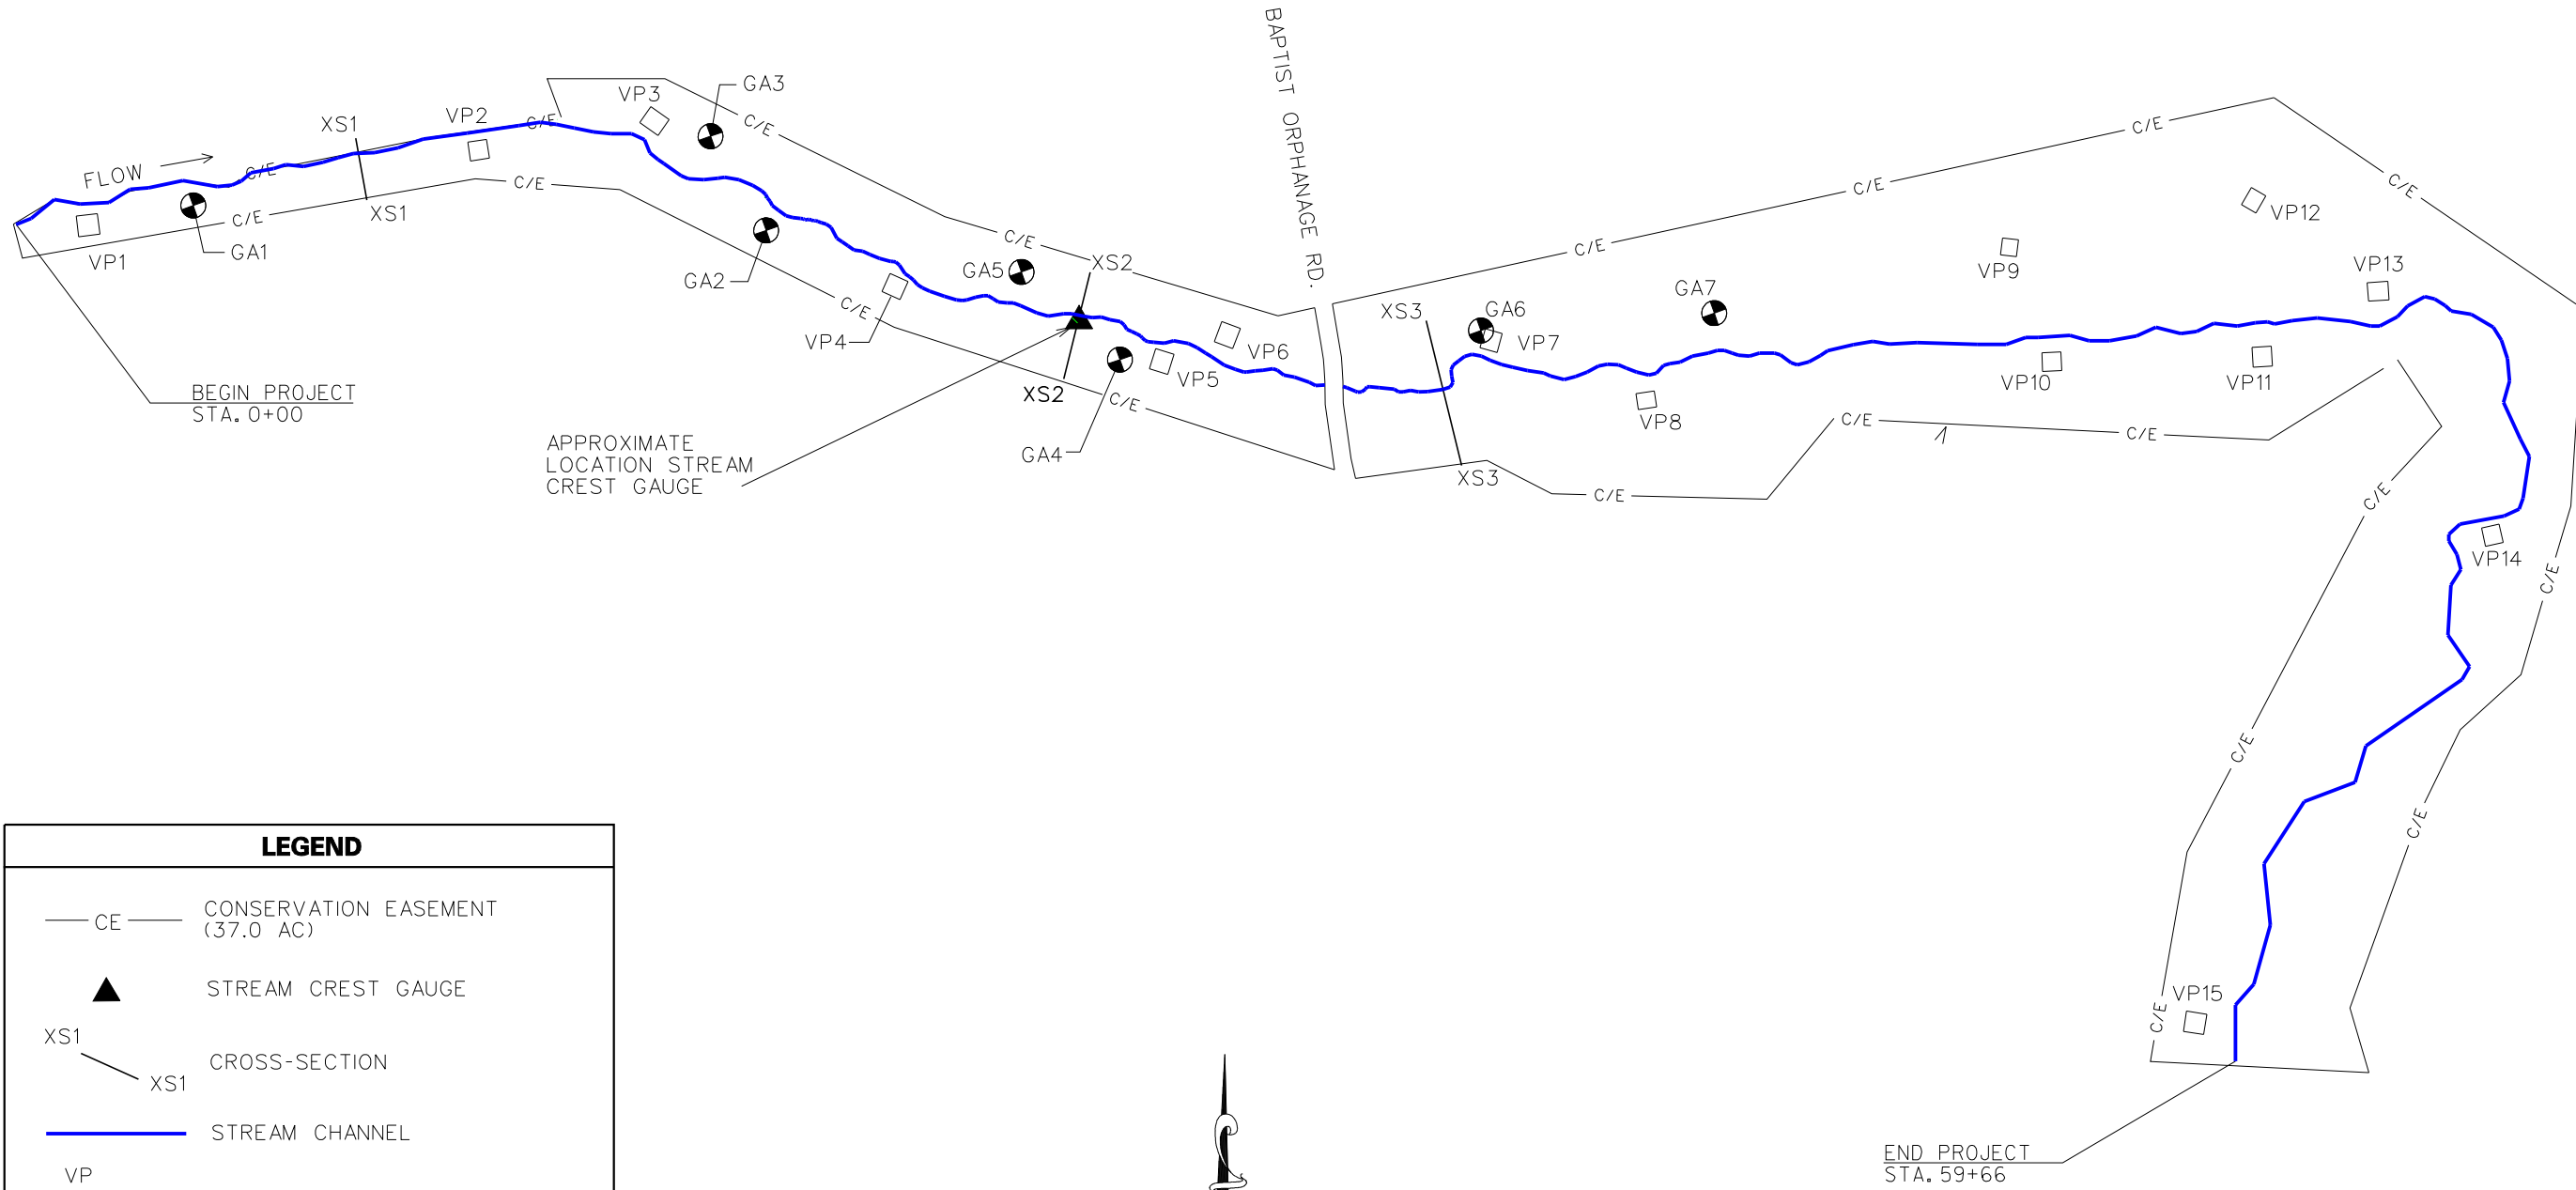 BAPTIST ORPHANAGE RD.
GA3
VP3
VP2
XS1
C/E
C/E
C/E
C/E
FLOW
C/E
C/E
C/E
VP12
XS1
C/E
C/E
GA1
VP1
C/E
C/E
XS2
GA5
GA2
VP9
VP13
GA7
C/E
XS3
GA6
VP4
VP7
VP6
VP5
VP10
VP11
BEGIN PROJECT
STA. 0+00
XS2
C/E
VP8
C/E
C/E
APPROXIMATE
LOCATION STREAM
CREST GAUGE
GA4
XS3
C/E
C/E
VP14
C/E
C/E
C/E
LEGEND
CE
CONSERVATION EASEMENT
(37.0 AC)
STREAM CREST GAUGE
VP15
C/E
XS1
CROSS-SECTION
XS1
STREAM CHANNEL
END PROJECT
STA. 59+66
VP